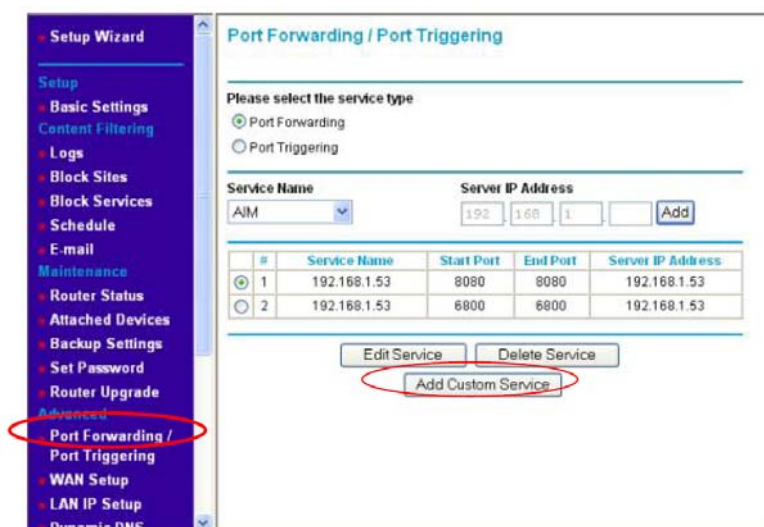 Setup Wizard
Setup
Basic Settings
Content Filtering
Logs
Block Sites
Block Services
Schedule
E-mail
Maintenance
Router Status
Attached Devices
Backup Settings
Set Password
Router Upgrade
Advanced
Port Forwarding /
Port Triggering
WAN Setup
LAN IP Setup
Dynamic DNS
Port Forwarding / Port Triggering
Please select the service type
Port Forwarding
Port Triggering
Service Name Server IP Address
AIM 192 . 168 . 1 . Add
# Service Name Start Port End Port Server IP Address
1 192.168.1.53 8080 8080 192.168.1.53
2 192.168.1.53 6800 6800 192.168.1.53
Edit Service Delete Service
Add Custom Service